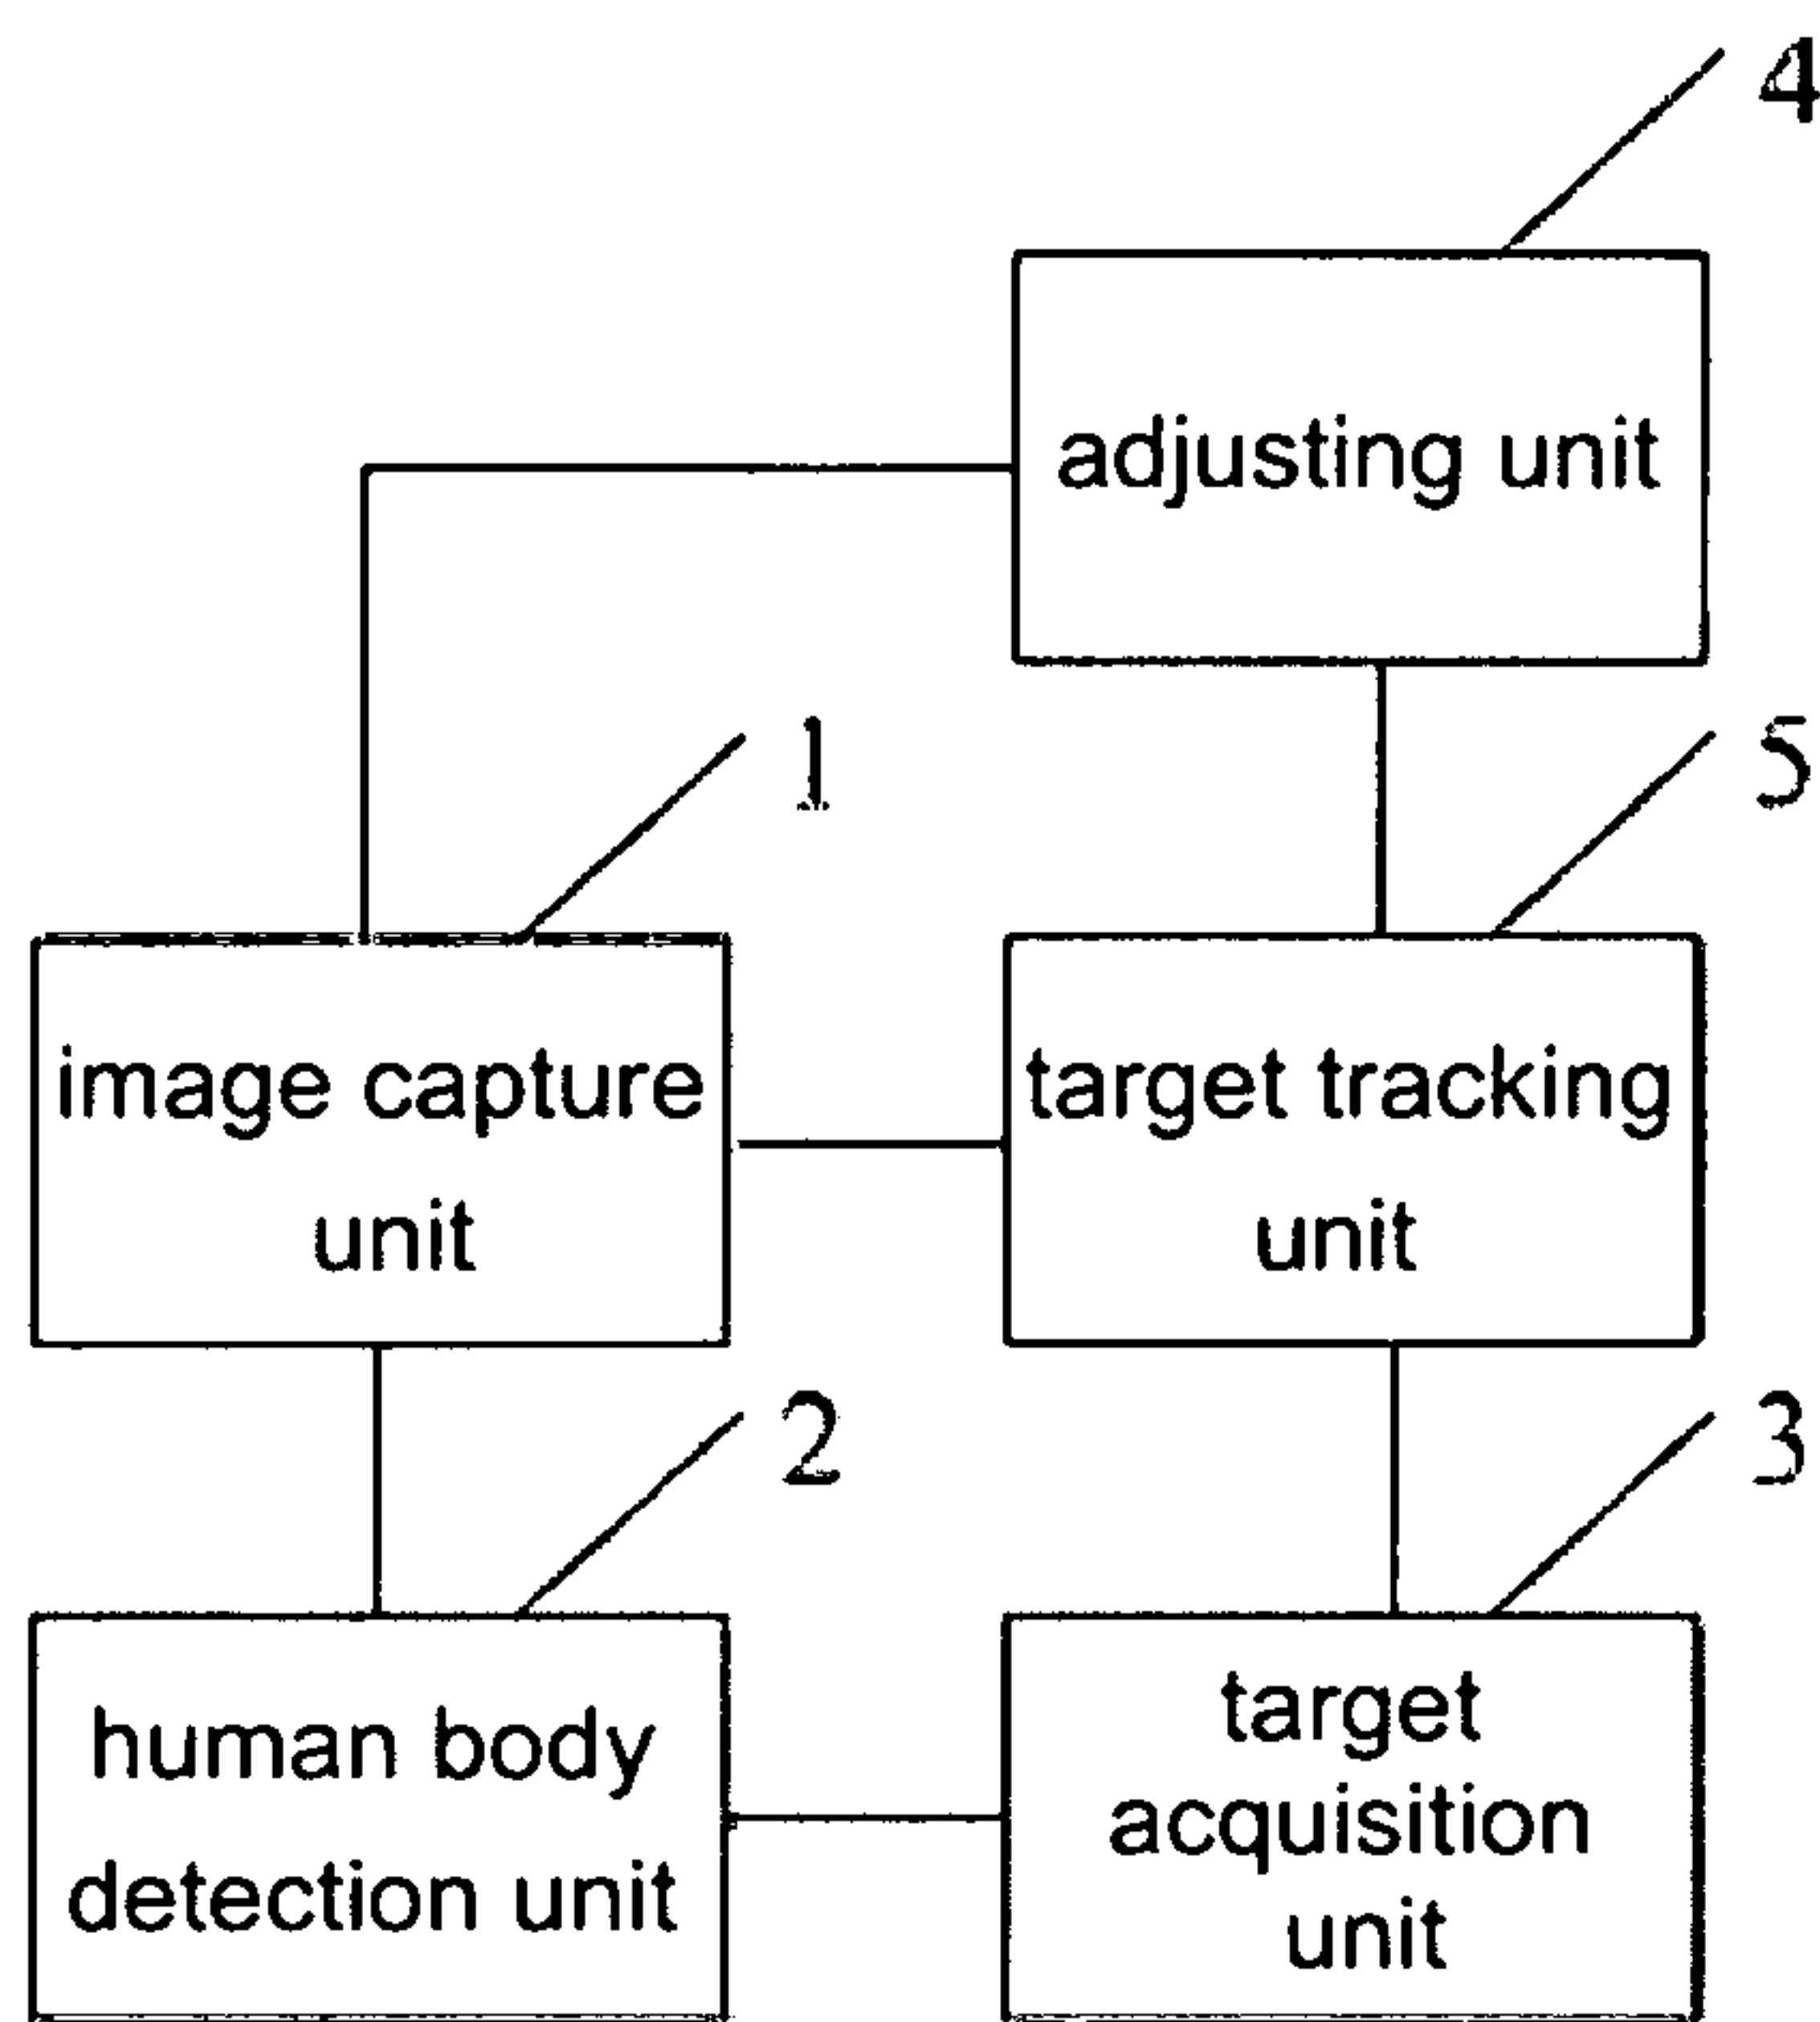 4
adjusting unit
1
5
image capture
unit
target tracking
unit
2
3
human body
detection unit
target
acquisition
unit